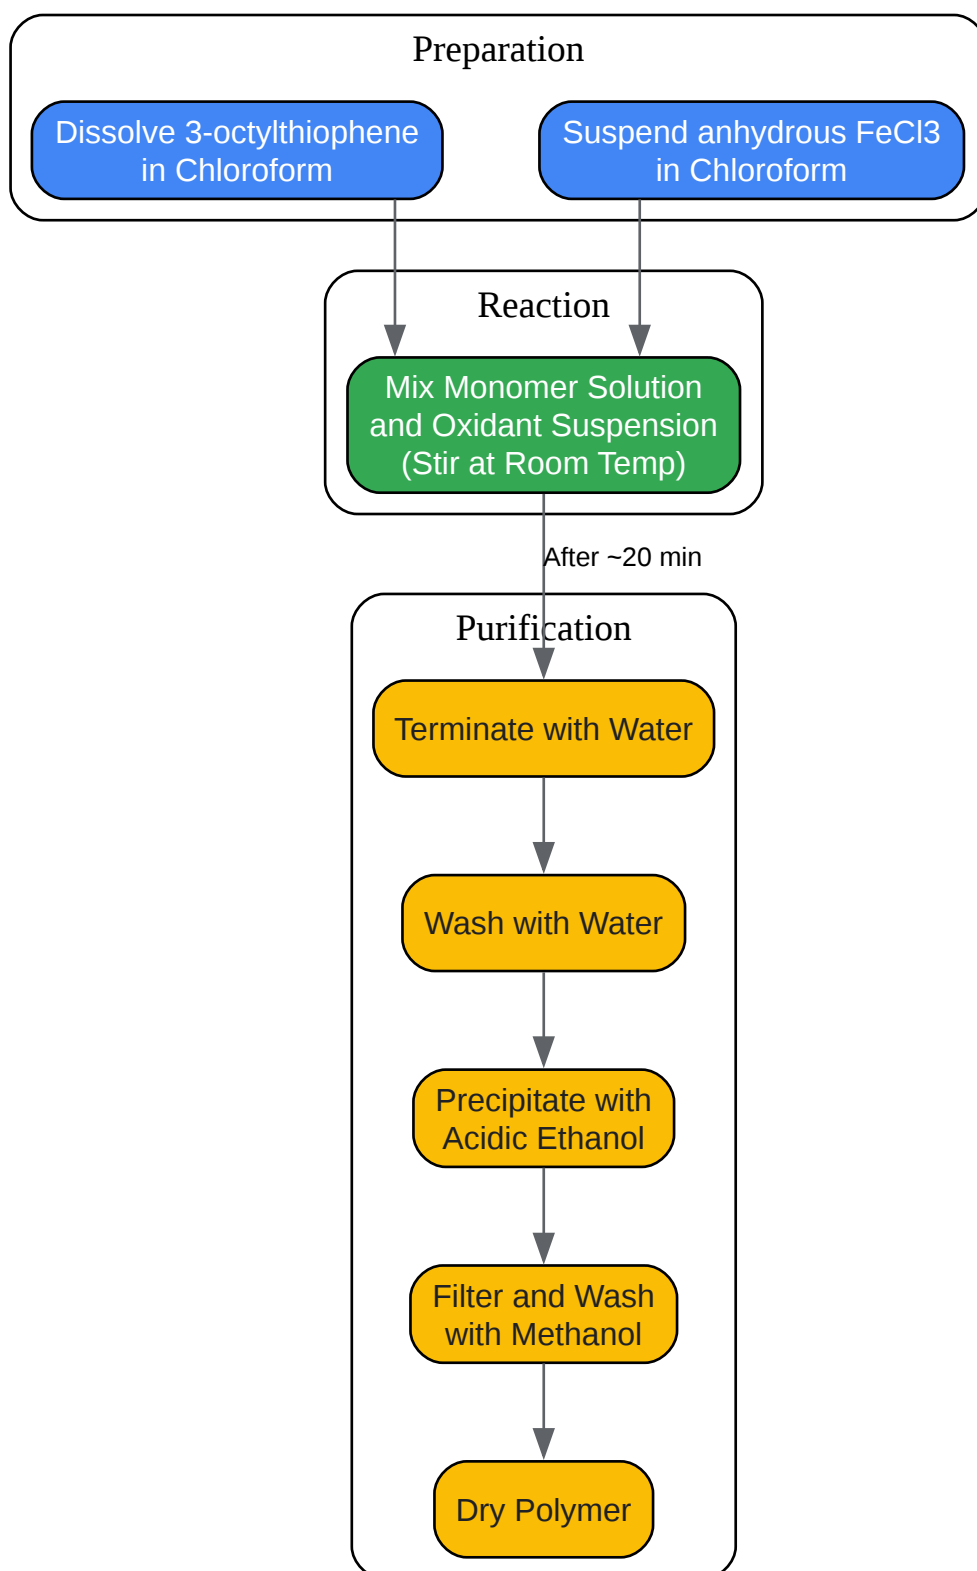 Preparation
Dissolve 3-octylthiophene
in Chloroform
Suspend anhydrous FeCl3
in Chloroform
Reaction
Mix Monomer Solution
and Oxidant Suspension
(Stir at Room Temp)
After ~20 min
Purification
Terminate with Water
Wash with Water
Precipitate with
Acidic Ethanol
Filter and Wash
with Methanol
Dry Polymer